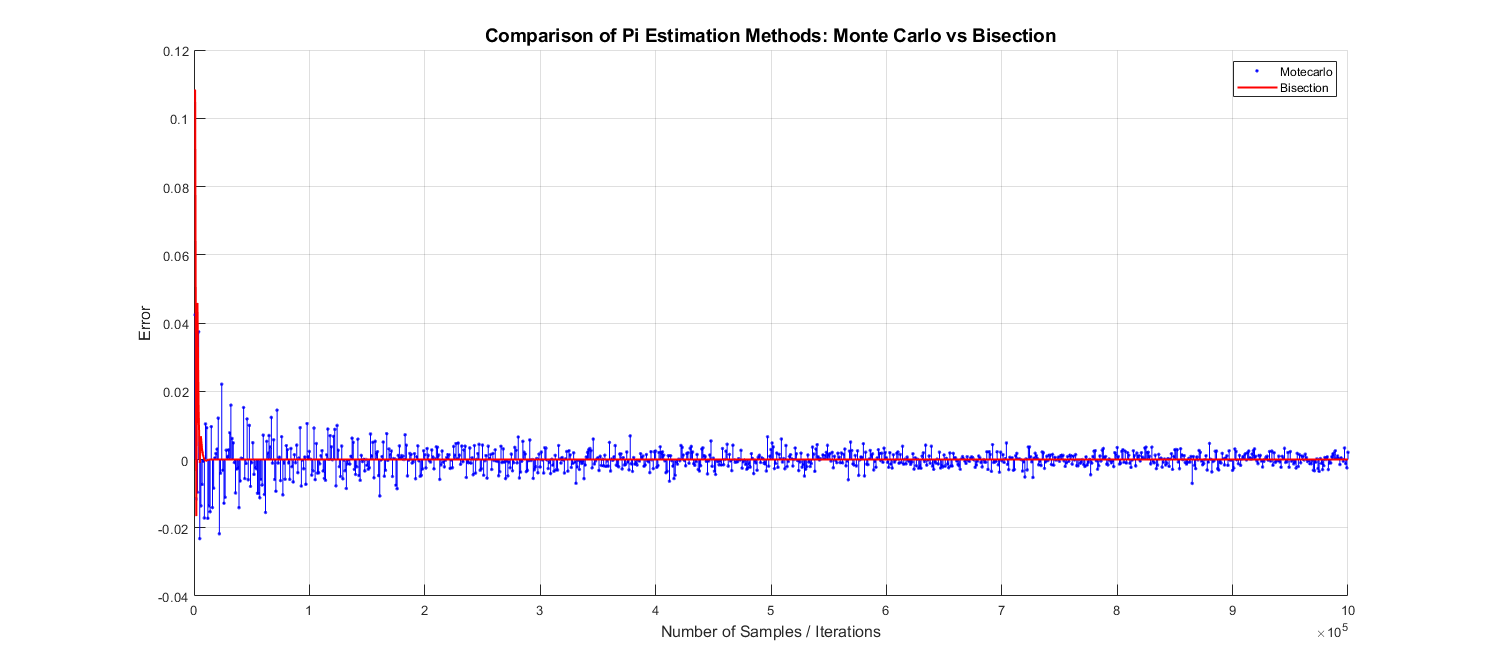 Comparison of Pi Estimation Methods: Monte Carlo vs Bisection
0.12
0.1
0.08
0.06
0.04
0.02
0
-0.02
-0.04
Error
Motecarlo
Bisection
0 1 2 3 4 5 6 7 8 9 10
×10^5
Number of Samples / Iterations